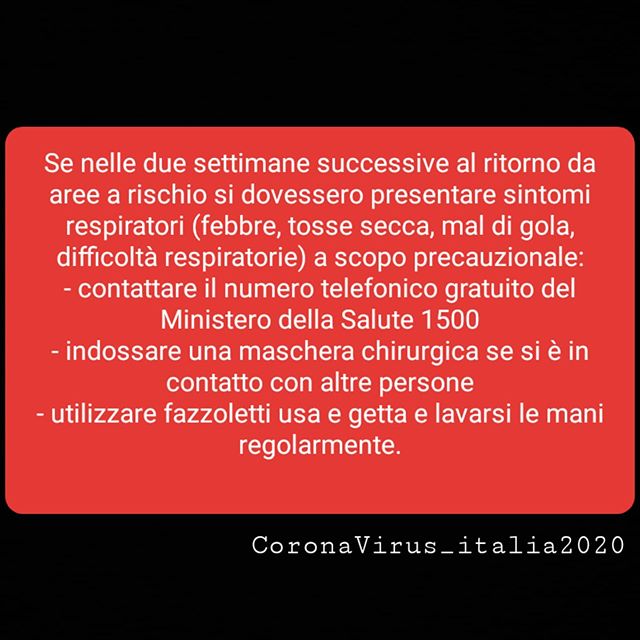 Se nelle due settimane successive al ritorno da
aree a rischio si dovessero presentare sintomi
respiratori (febbre, tosse secca, mal di gola,
difficoltà respiratorie) a scopo precauzionale:
- contattare il numero telefonico gratuito del
Ministero della Salute 1500
- indossare una maschera chirurgica se si è in
contatto con altre persone
- utilizzare fazzoletti usa e getta e lavarsi le mani
regolarmente.
CoronaVirus_italia2020